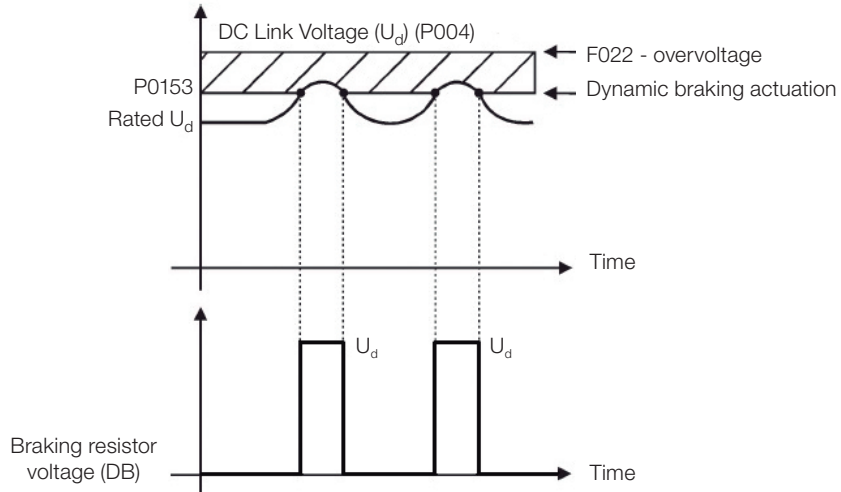 DC Link Voltage (Ud) (P004)
F022 - overvoltage
P0153
Dynamic braking actuation
Rated Ud
Time
Ud
Ud
Braking resistor
voltage (DB)
Time